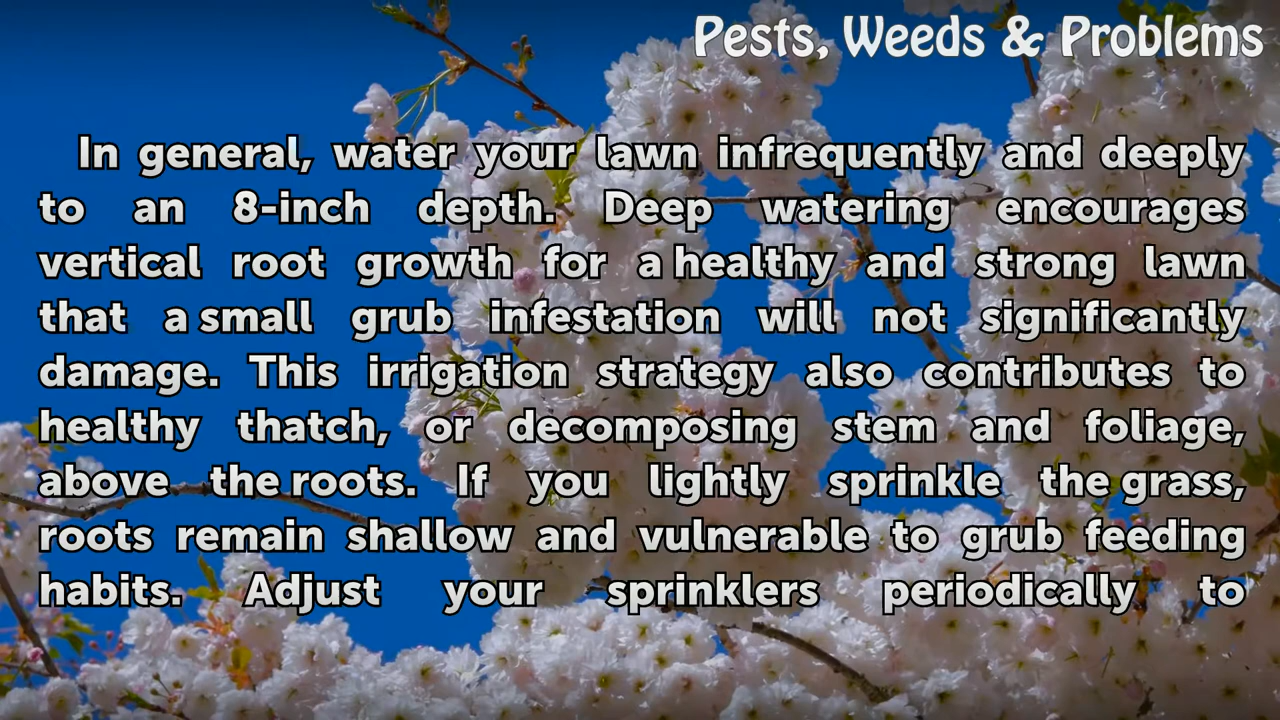 Pests, Weeds & Problems
In general, water your lawn infrequently and deeply
to an 8-inch depth. Deep watering encourages
vertical root growth for a healthy and strong lawn
that a small grub infestation will not significantly
damage. This irrigation strategy also contributes to
healthy thatch, or decomposing stem and foliage,
above the roots. If you lightly sprinkle the grass,
roots remain shallow and vulnerable to grub feeding
habits. Adjust your sprinklers periodically to